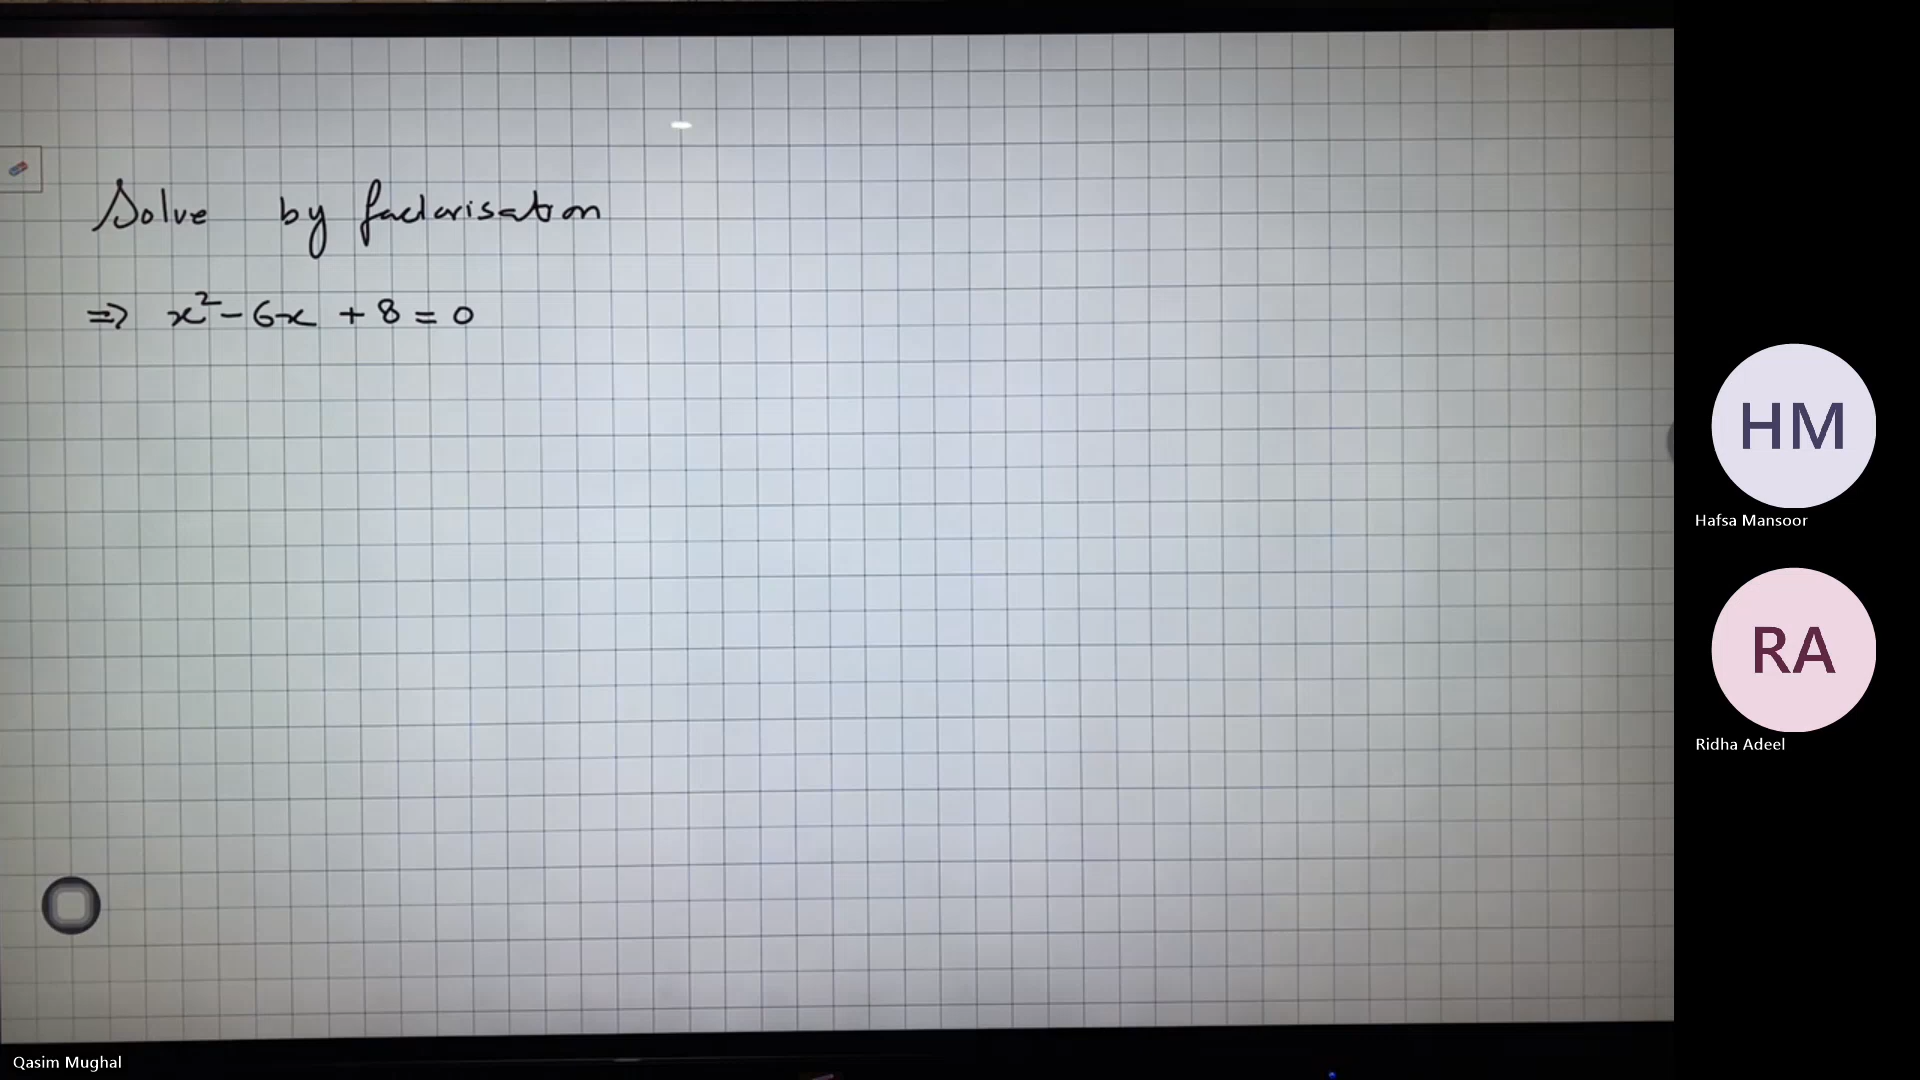 Solve by factorisation
⇒ x² - 6x + 8 = 0
HM
Hafsa Mansoor
RA
Ridha Adeel
Qasim Mughal